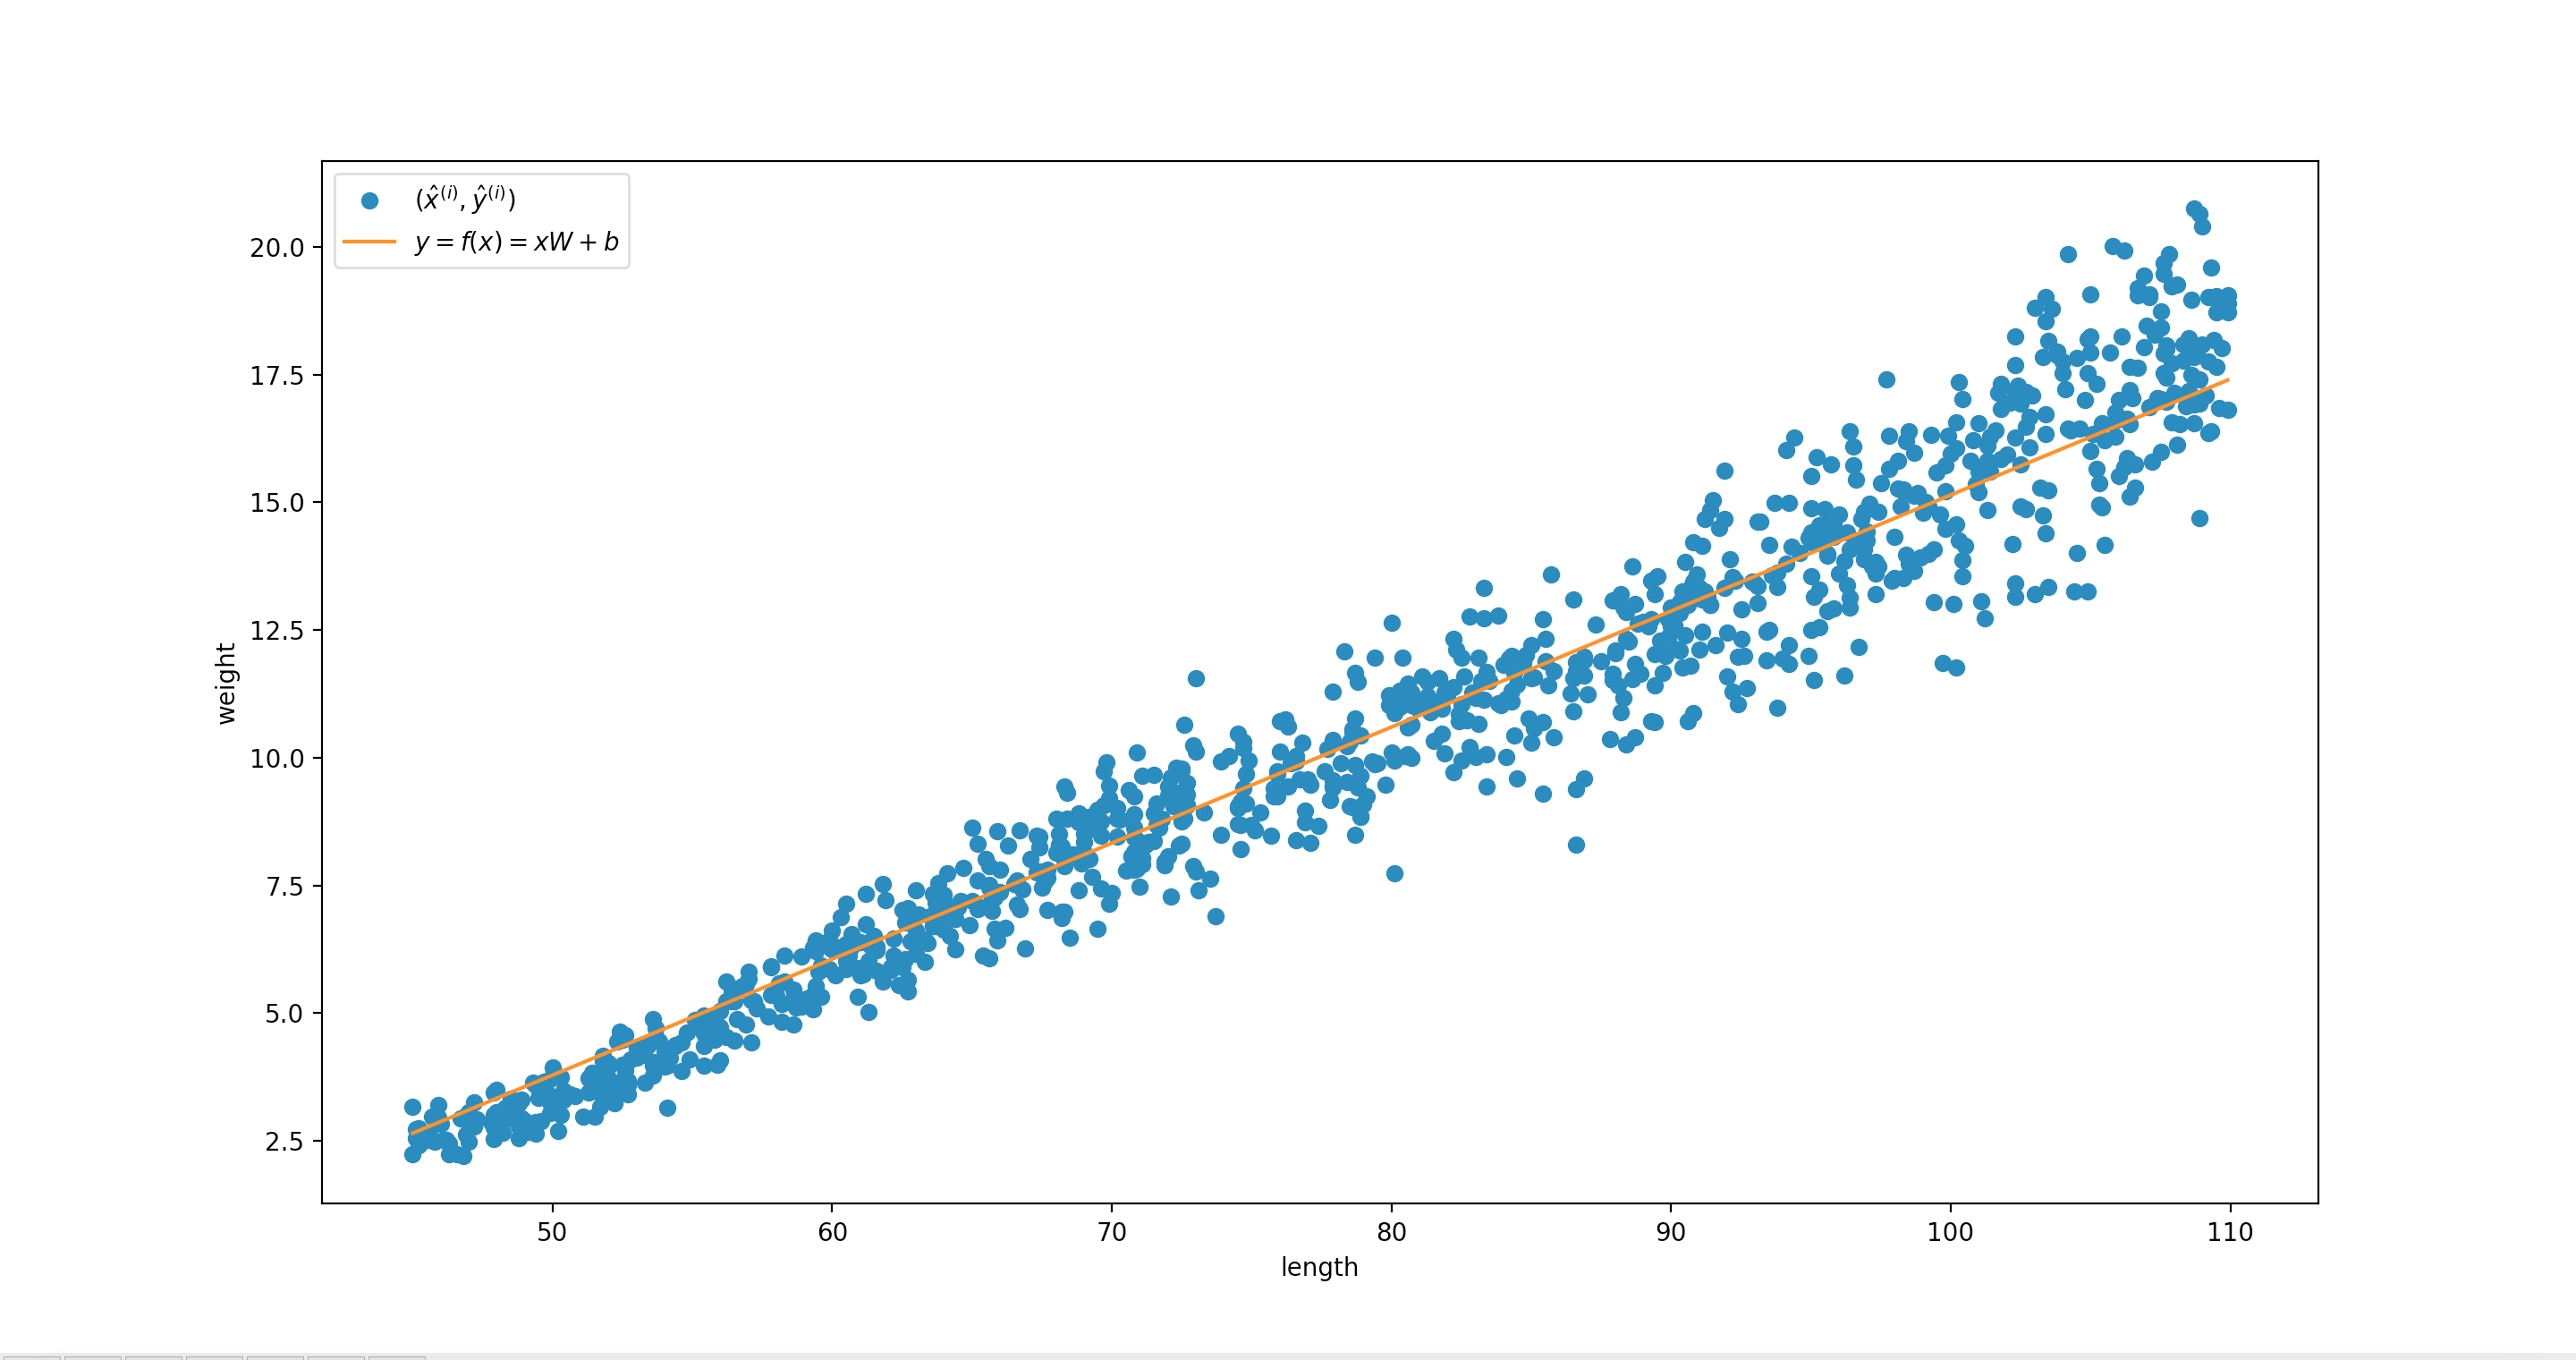 (x̂⁽ⁱ⁾, ŷ⁽ⁱ⁾)
y = f(x) = xW + b
20.0
17.5
15.0
12.5
10.0
7.5
5.0
2.5
weight
50 60 70 80 90 100 110
length